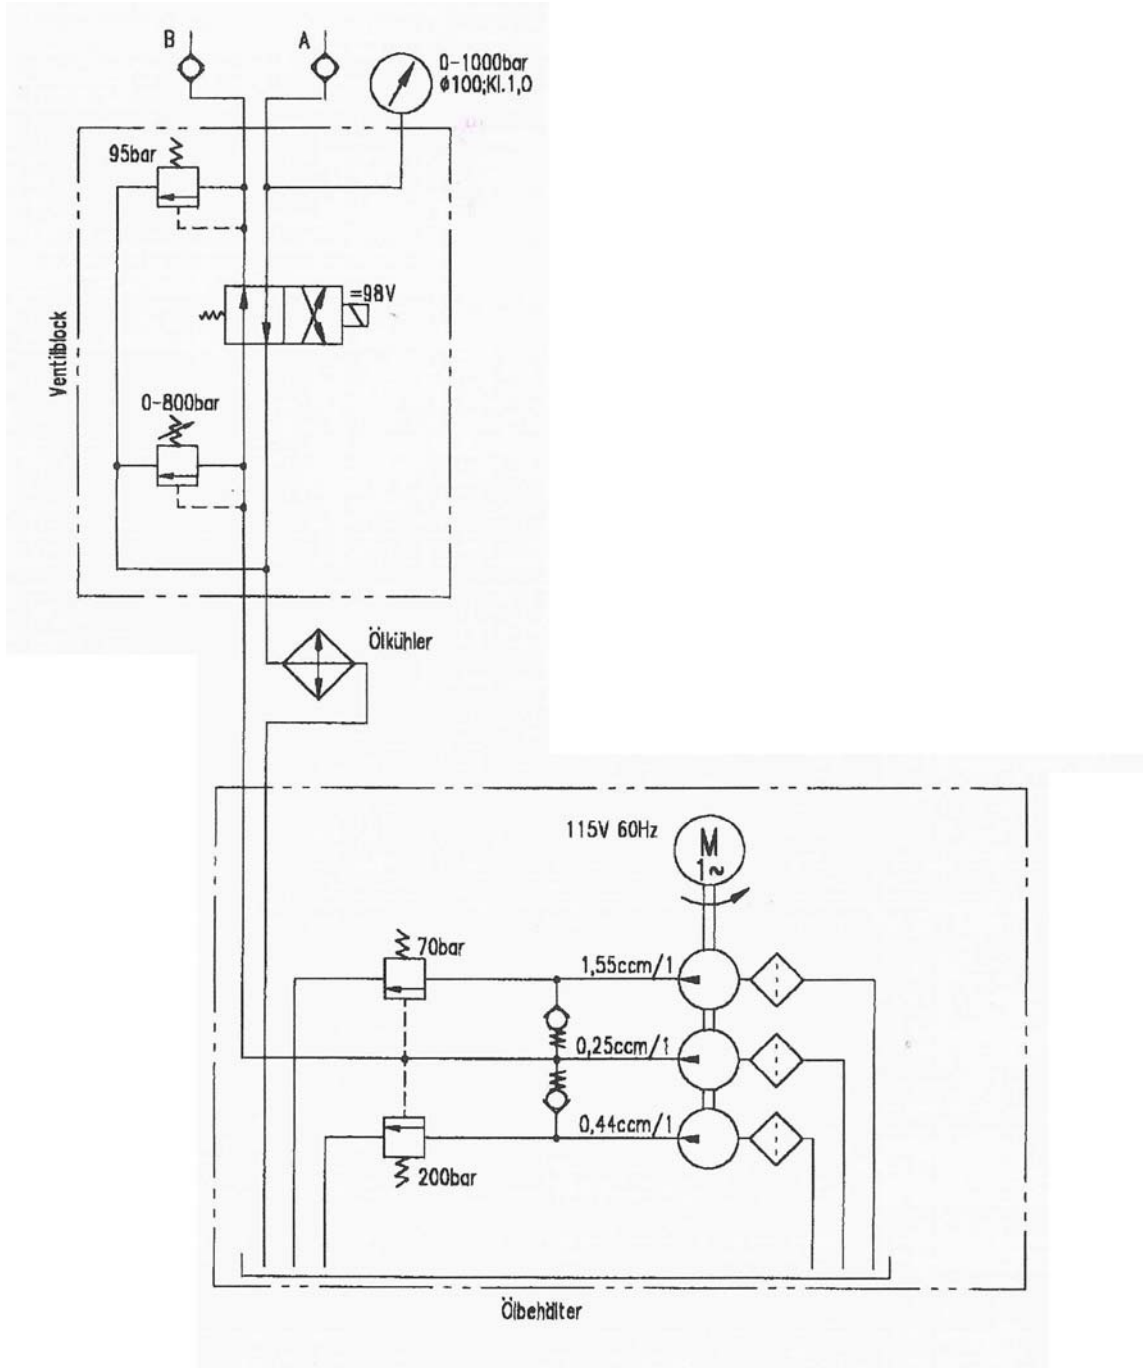 B
A
0-1000bar
ϕ100;Kl.1,0
95bar
=98V
Ventilblock
0-800bar
Ölkühler
115V 60Hz
M
1~
70bar
1,55ccm/1
0,25ccm/1
0,44ccm/1
200bar
Ölbehälter